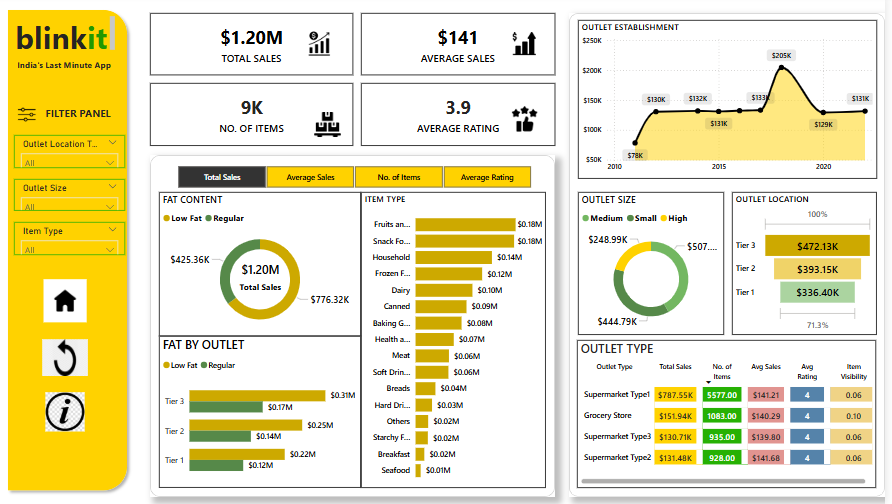 blinkit
India's Last Minute App
FILTER PANEL
Outlet Location T...
All
Outlet Size
All
Item Type
All
$1.20M
TOTAL SALES
$141
AVERAGE SALES
9K
NO. OF ITEMS
3.9
AVERAGE RATING
Total Sales
Average Sales
No. of Items
Average Rating
FAT CONTENT
Low Fat Regular
$425.36K
$1.20M
Total Sales
$776.32K
FAT BY OUTLET
Low Fat Regular
Tier 3 $0.31M
$0.17M
Tier 2 $0.25M
$0.14M
Tier 1 $0.22M
$0.12M
ITEM TYPE
Fruits an... $0.18M
Snack Fo... $0.18M
Household $0.14M
Frozen F... $0.12M
Dairy $0.10M
Canned $0.09M
Baking G... $0.08M
Health a... $0.07M
Meat $0.06M
Soft Drin... $0.06M
Breads $0.04M
Hard Dri... $0.03M
Others $0.02M
Starchy F... $0.02M
Breakfast $0.02M
Seafood $0.01M
OUTLET ESTABLISHMENT
$250K
$200K
$150K
$100K
$50K
$78K
$130K
$132K
$131K
$133K
$205K
$129K
$131K
2010 2015 2020
OUTLET SIZE
Medium Small High
$248.99K
$507....
$444.79K
OUTLET LOCATION
100%
Tier 3 $472.13K
Tier 2 $393.15K
Tier 1 $336.40K
71.3%
OUTLET TYPE
Outlet Type Total Sales No. of Items Avg Sales Avg Rating Item Visibility
Supermarket Type1 $787.55K 5577.00 $141.21 4 0.06
Grocery Store $151.94K 1083.00 $140.29 4 0.10
Supermarket Type3 $130.71K 935.00 $139.80 4 0.06
Supermarket Type2 $131.48K 928.00 $141.68 4 0.06